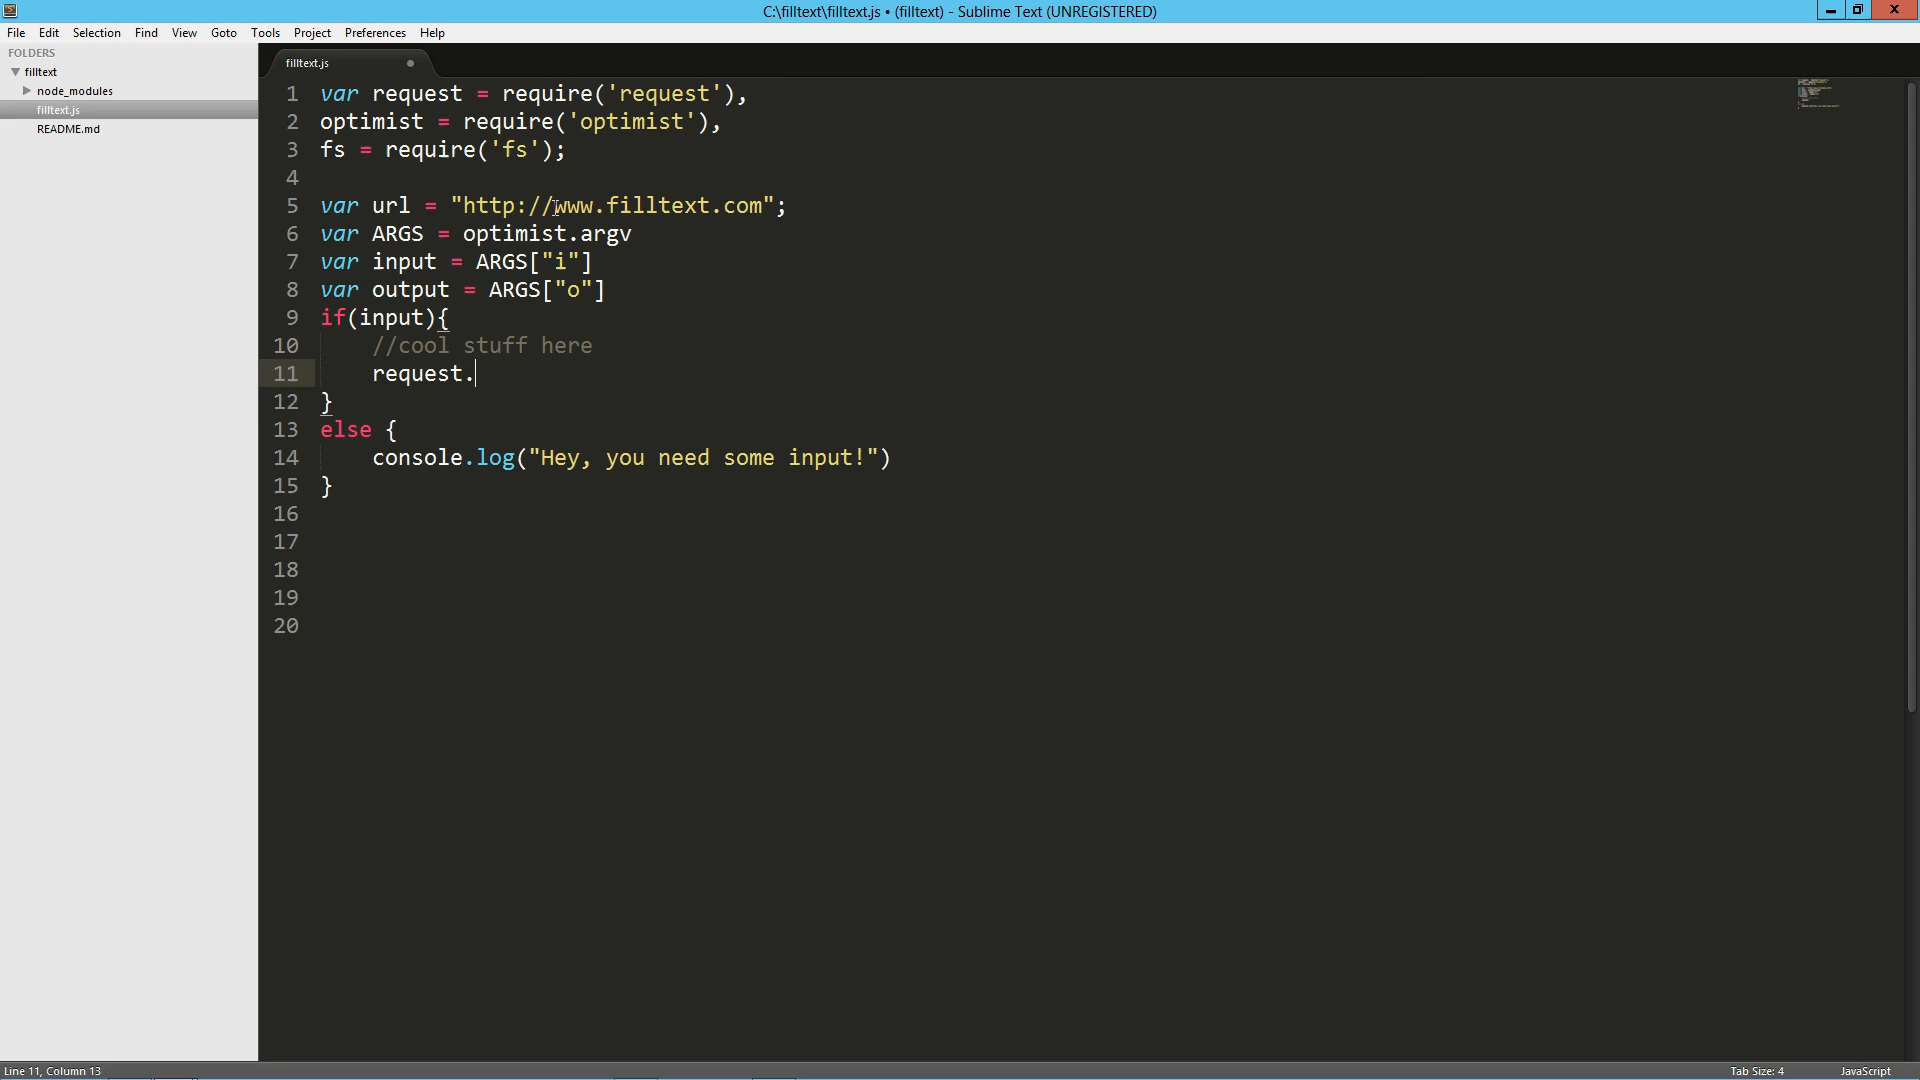 C:\filltext\filltext.js • (filltext) - Sublime Text (UNREGISTERED)
File Edit Selection Find View Goto Tools Project Preferences Help
FOLDERS
filltext
node_modules
filltext.js
README.md
filltext.js
1 var request = require('request'),
2 optimist = require('optimist'),
3 fs = require('fs');
4
5 var url = "http://www.filltext.com";
6 var ARGS = optimist.argv
7 var input = ARGS["i"]
8 var output = ARGS["o"]
9 if(input){
10 //cool stuff here
11 request.
12 }
13 else {
14 console.log("Hey, you need some input!")
15 }
16
17
18
19
20
Line 11, Column 13
Tab Size: 4
JavaScript